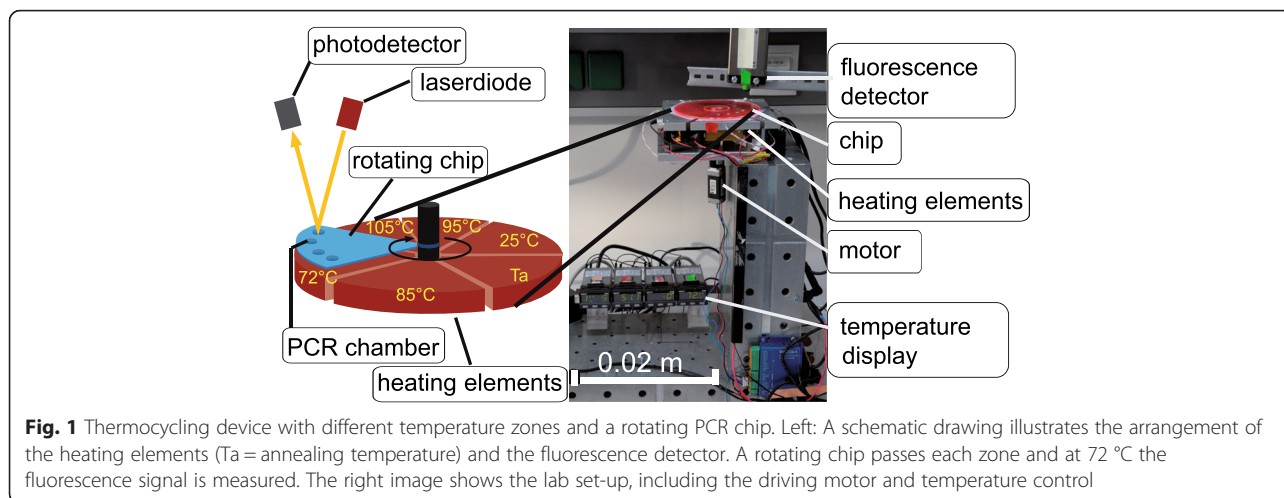 photodetector
laserdiode
rotating chip
105°C
95°C
25°C
72°C
85°C
Ta
PCR chamber
heating elements
fluorescence
detector
chip
heating elements
motor
temperature
display
0.02 m
Fig. 1 Thermocycling device with different temperature zones and a rotating PCR chip. Left: A schematic drawing illustrates the arrangement of
the heating elements (Ta = annealing temperature) and the fluorescence detector. A rotating chip passes each zone and at 72 °C the
fluorescence signal is measured. The right image shows the lab set-up, including the driving motor and temperature control